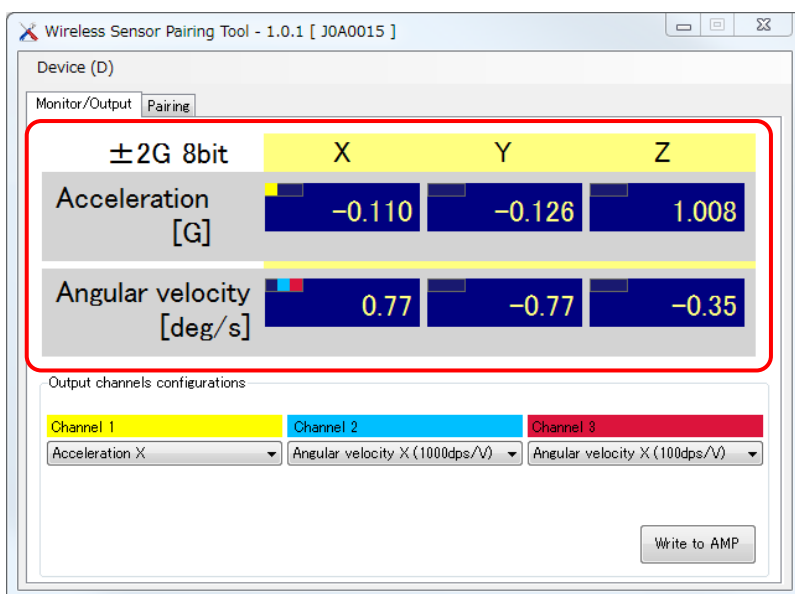 Wireless Sensor Pairing Tool - 1.0.1 [ J0A0015 ]
Device (D)
Monitor/Output Pairing
±2G 8bit X Y Z
Acceleration
[G]
-0.110 -0.126 1.008
Angular velocity
[deg/s]
0.77 -0.77 -0.35
Output channels configurations
Channel 1 Channel 2 Channel 3
Acceleration X Angular velocity X (1000dps/V) Angular velocity X (100dps/V)
Write to AMP